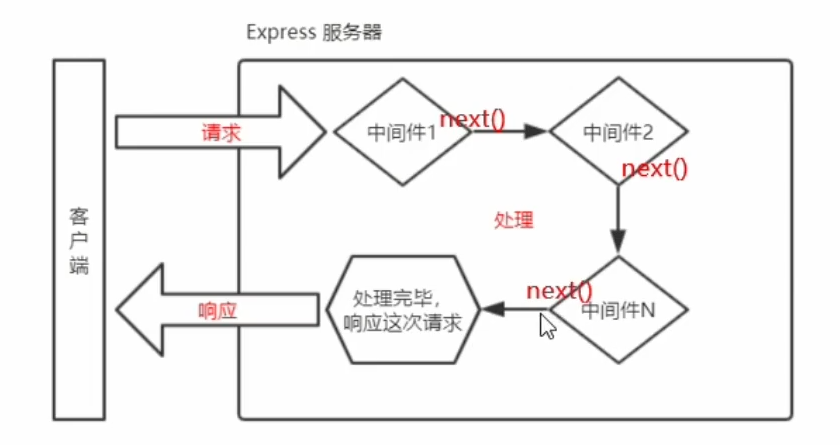 Express 服务器
客户端
请求
中间件1
next()
中间件2
next()
处理
next()
中间件N
处理完毕，
响应这次请求
响应